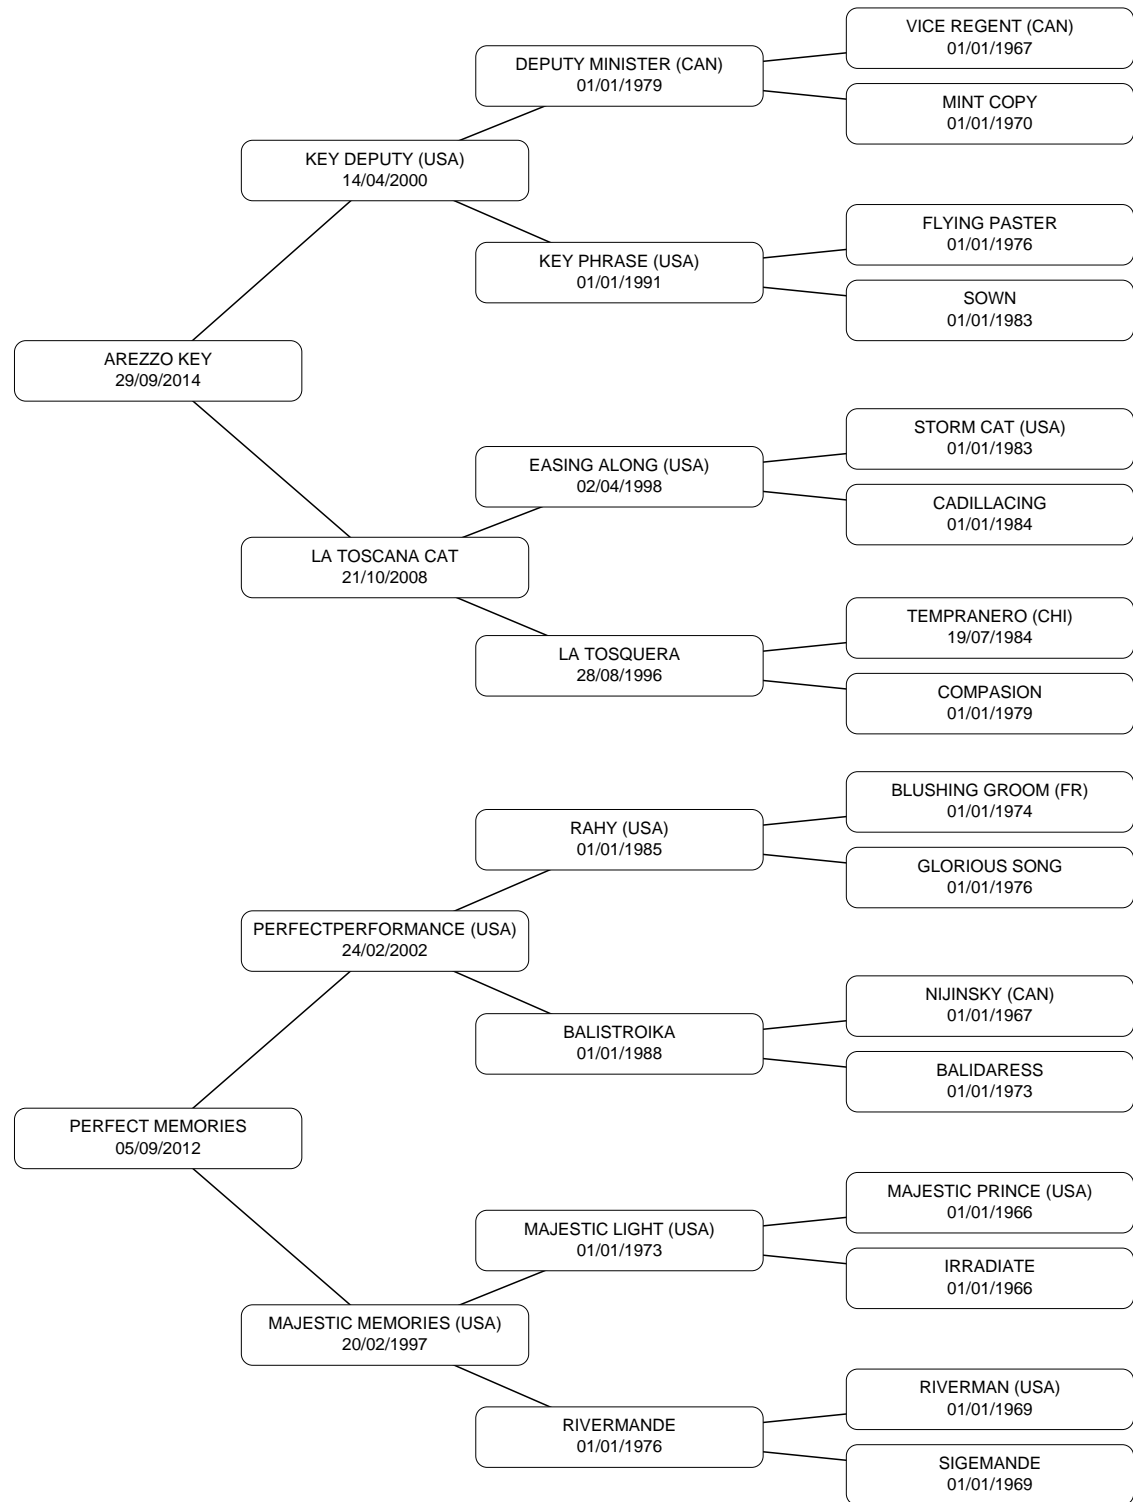 VICE REGENT (CAN)
01/01/1967
DEPUTY MINISTER (CAN)
01/01/1979
MINT COPY
01/01/1970
KEY DEPUTY (USA)
14/04/2000
FLYING PASTER
01/01/1976
KEY PHRASE (USA)
01/01/1991
SOWN
01/01/1983
AREZZO KEY
29/09/2014
STORM CAT (USA)
01/01/1983
EASING ALONG (USA)
02/04/1998
CADILLACING
01/01/1984
LA TOSCANA CAT
21/10/2008
TEMPRANERO (CHI)
19/07/1984
LA TOSQUERA
28/08/1996
COMPASION
01/01/1979
BLUSHING GROOM (FR)
01/01/1974
RAHY (USA)
01/01/1985
GLORIOUS SONG
01/01/1976
PERFECTPERFORMANCE (USA)
24/02/2002
NIJINSKY (CAN)
01/01/1967
BALISTROIKA
01/01/1988
BALIDARESS
01/01/1973
PERFECT MEMORIES
05/09/2012
MAJESTIC PRINCE (USA)
01/01/1966
MAJESTIC LIGHT (USA)
01/01/1973
IRRADIATE
01/01/1966
MAJESTIC MEMORIES (USA)
20/02/1997
RIVERMAN (USA)
01/01/1969
RIVERMANDE
01/01/1976
SIGEMANDE
01/01/1969